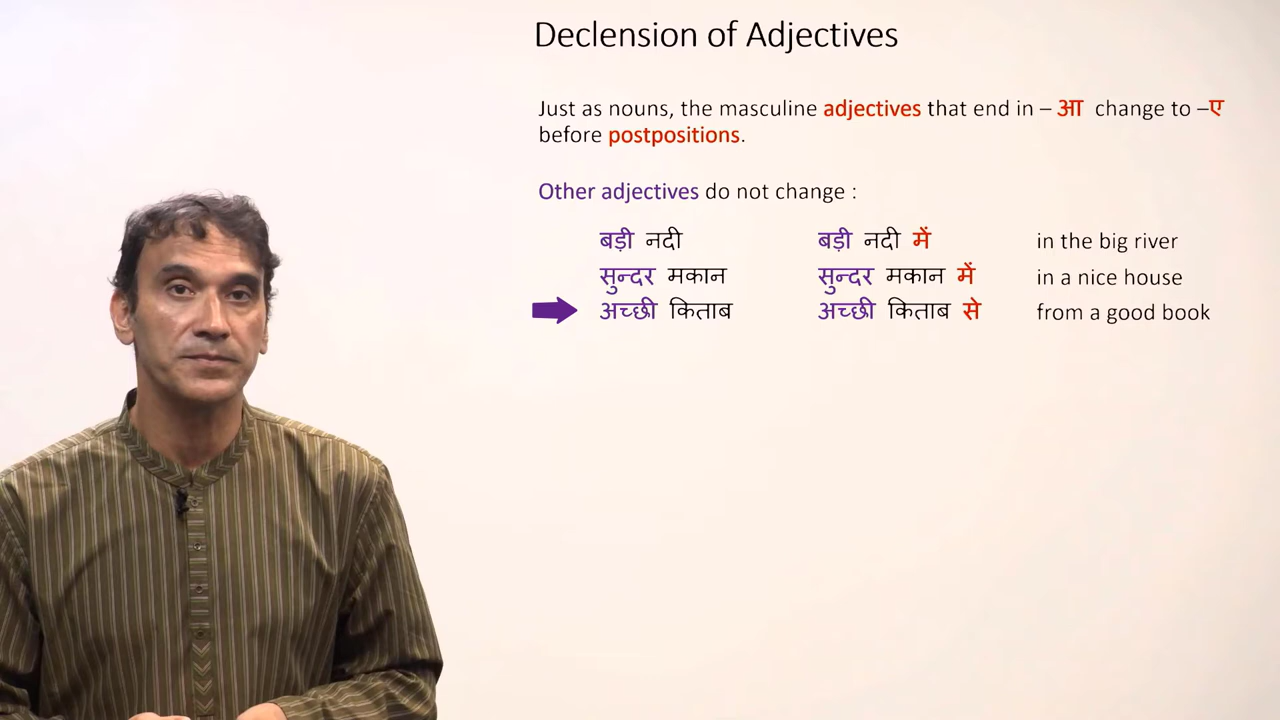 Declension of Adjectives
Just as nouns, the masculine adjectives that end in – आ change to –ए
before postpositions.
Other adjectives do not change :
बड़ी नदी बड़ी नदी में in the big river
सुन्दर मकान सुन्दर मकान में in a nice house
अच्छी किताब अच्छी किताब से from a good book